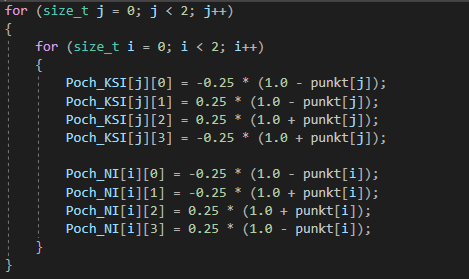 for (size_t j = 0; j < 2; j++)
{
for (size_t i = 0; i < 2; i++)
{
Poch_KSI[j][0] = -0.25 * (1.0 - punkt[j]);
Poch_KSI[j][1] = 0.25 * (1.0 - punkt[j]);
Poch_KSI[j][2] = 0.25 * (1.0 + punkt[j]);
Poch_KSI[j][3] = -0.25 * (1.0 + punkt[j]);
Poch_NI[i][0] = -0.25 * (1.0 - punkt[i]);
Poch_NI[i][1] = -0.25 * (1.0 + punkt[i]);
Poch_NI[i][2] = 0.25 * (1.0 + punkt[i]);
Poch_NI[i][3] = 0.25 * (1.0 - punkt[i]);
}
}